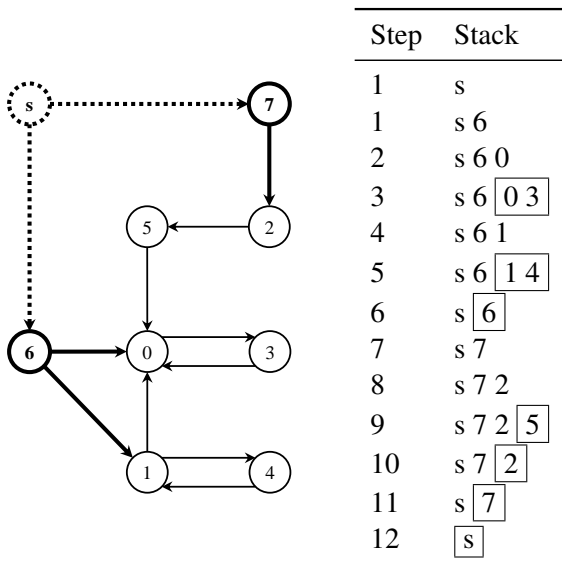 s
7
5
2
6
0
3
1
4
Step Stack
1 s
1 s 6
2 s 6 0
3 s 6 0 3
4 s 6 1
5 s 6 1 4
6 s 6
7 s 7
8 s 7 2
9 s 7 2 5
10 s 7 2
11 s 7
12 s